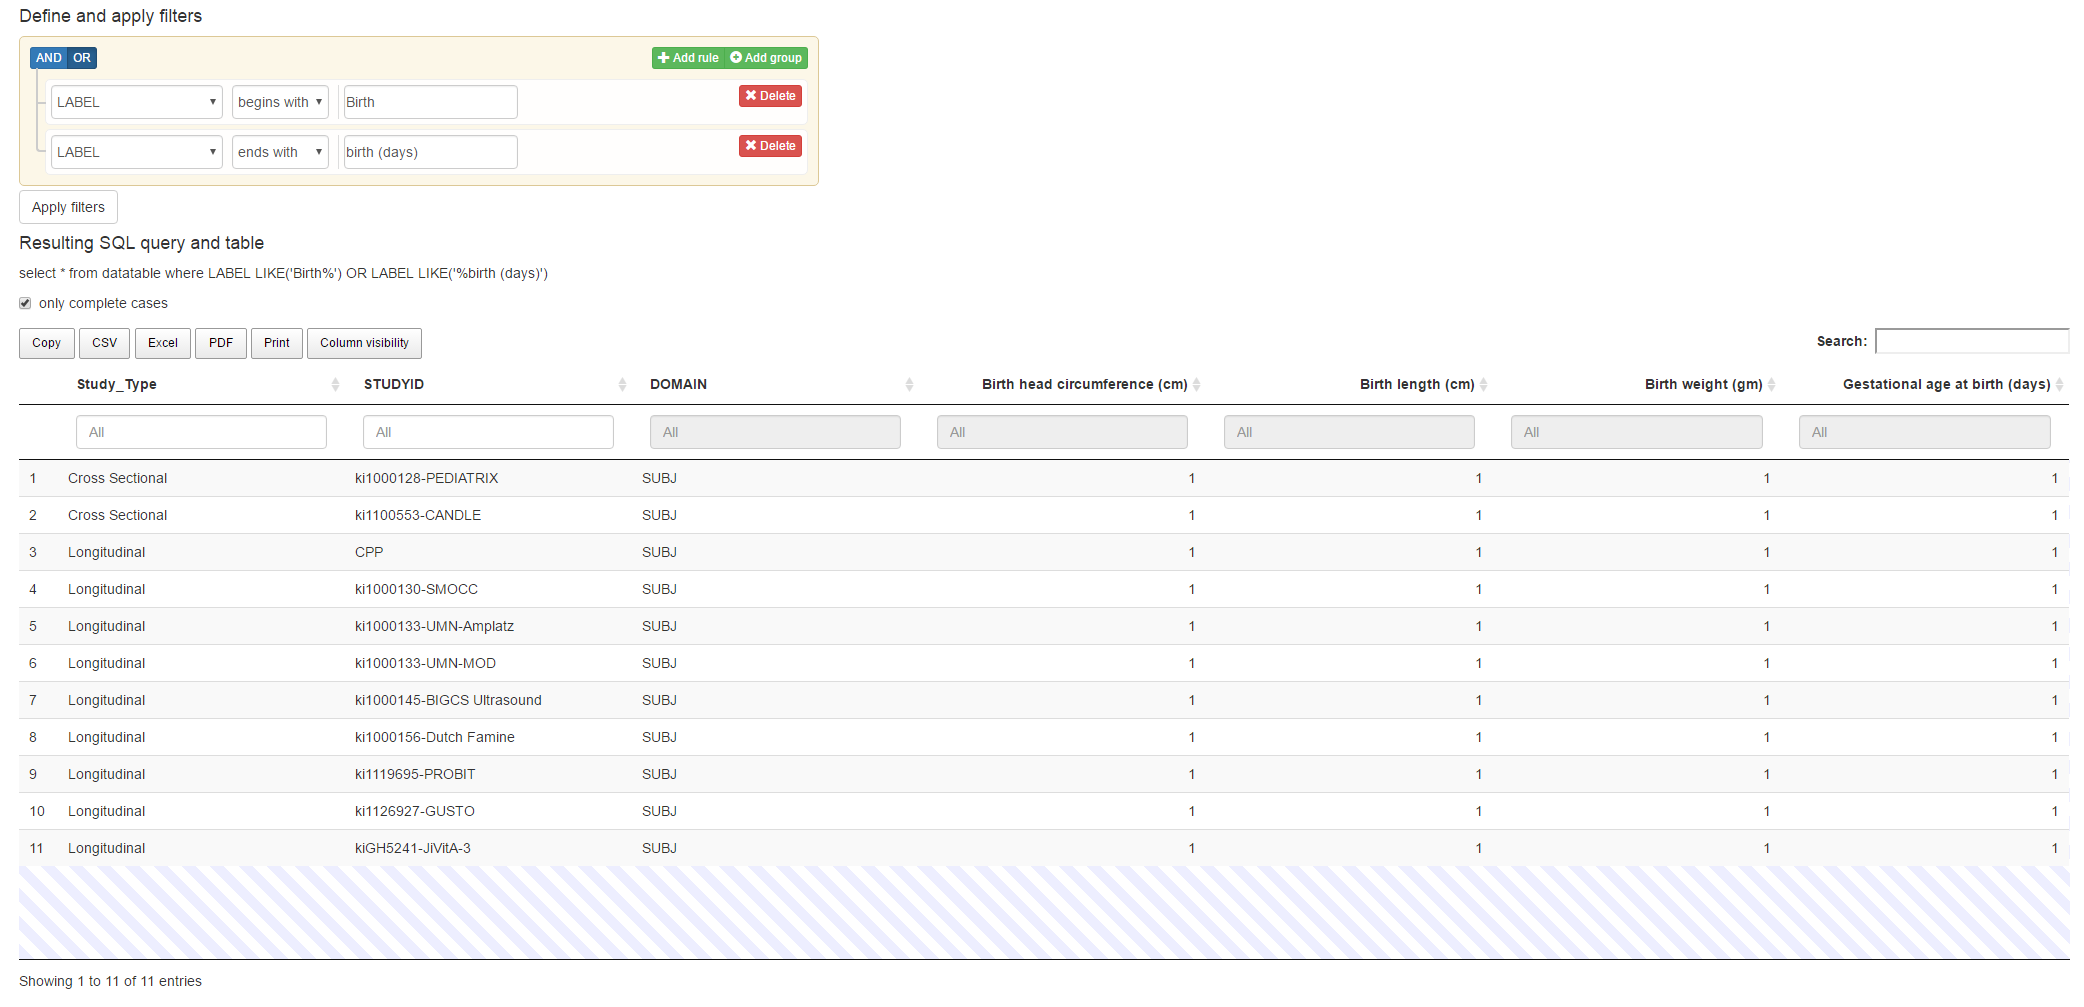 Define and apply filters
AND OR Add rule Add group
LABEL begins with Birth Delete
LABEL ends with birth (days) Delete
Apply filters
Resulting SQL query and table
select * from datatable where LABEL LIKE('Birth%') OR LABEL LIKE('%birth (days)')
only complete cases
Copy CSV Excel PDF Print Column visibility Search:
Study_Type STUDYID DOMAIN Birth head circumference (cm) Birth length (cm) Birth weight (gm) Gestational age at birth (days)
All All All All All All All
1 Cross Sectional ki1000128-PEDIATRIX SUBJ 1 1 1 1
2 Cross Sectional ki1100553-CANDLE SUBJ 1 1 1 1
3 Longitudinal CPP SUBJ 1 1 1 1
4 Longitudinal ki1000130-SMOCC SUBJ 1 1 1 1
5 Longitudinal ki1000133-UMN-Amplatz SUBJ 1 1 1 1
6 Longitudinal ki1000133-UMN-MOD SUBJ 1 1 1 1
7 Longitudinal ki1000145-BIGCS Ultrasound SUBJ 1 1 1 1
8 Longitudinal ki1000156-Dutch Famine SUBJ 1 1 1 1
9 Longitudinal ki1119695-PROBIT SUBJ 1 1 1 1
10 Longitudinal ki1126927-GUSTO SUBJ 1 1 1 1
11 Longitudinal kiGH5241-JiVitA-3 SUBJ 1 1 1 1
Showing 1 to 11 of 11 entries